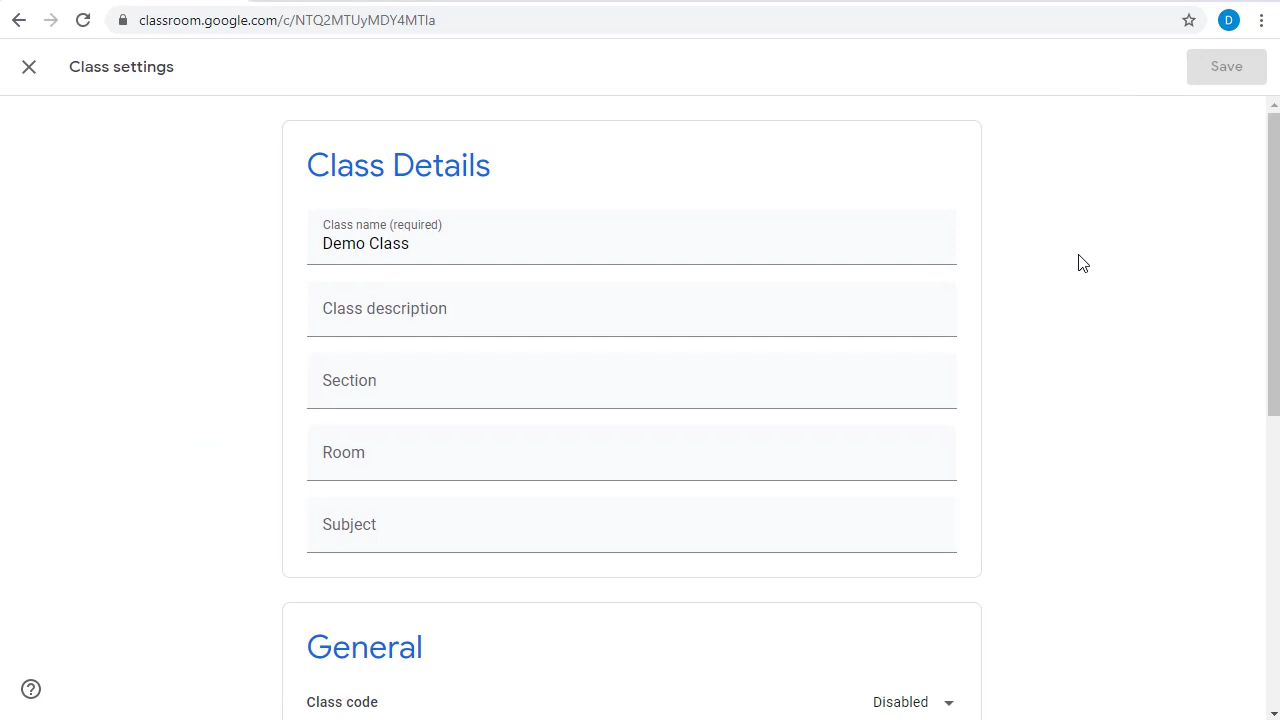 classroom.google.com/c/NTQ2MTUyMDY4MTIa
D
Class settings
Save
Class Details
Class name (required)
Demo Class
Class description
Section
Room
Subject
General
Class code
Disabled